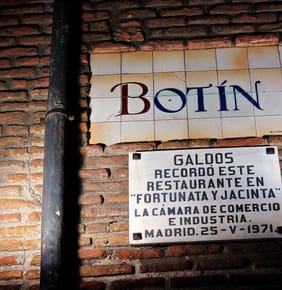 BOTÍN
GALDOS
RECORDÓ ESTE
RESTAURANTE EN
"FORTUNATA Y JACINTA"
LA CÁMARA DE COMERCIO
E INDUSTRIA.
MADRID. 25-V-1971.